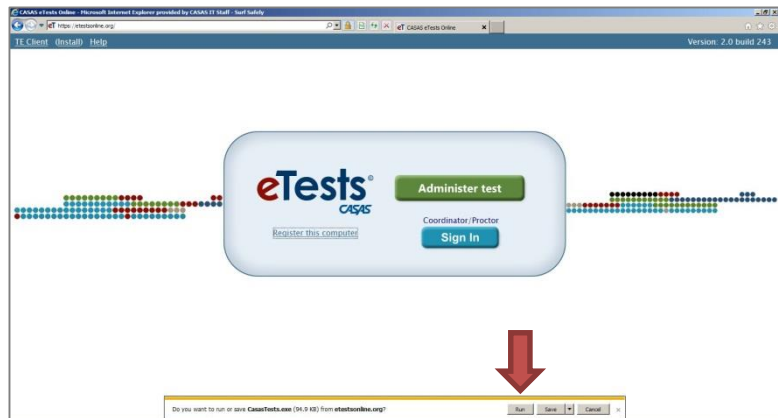 CASAS eTests Online - Microsoft Internet Explorer provided by CASAS IT Staff - Surf Safely
https://etestsonline.org/
eT CASAS eTests Online
TE Client (Install) Help
Version: 2.0 build 243
eTests©
CASAS
Administer test
Register this computer
Coordinator/Proctor
Sign In
Do you want to run or save CasasTests.exe (94.9 KB) from etestsonline.org?
Run Save Cancel